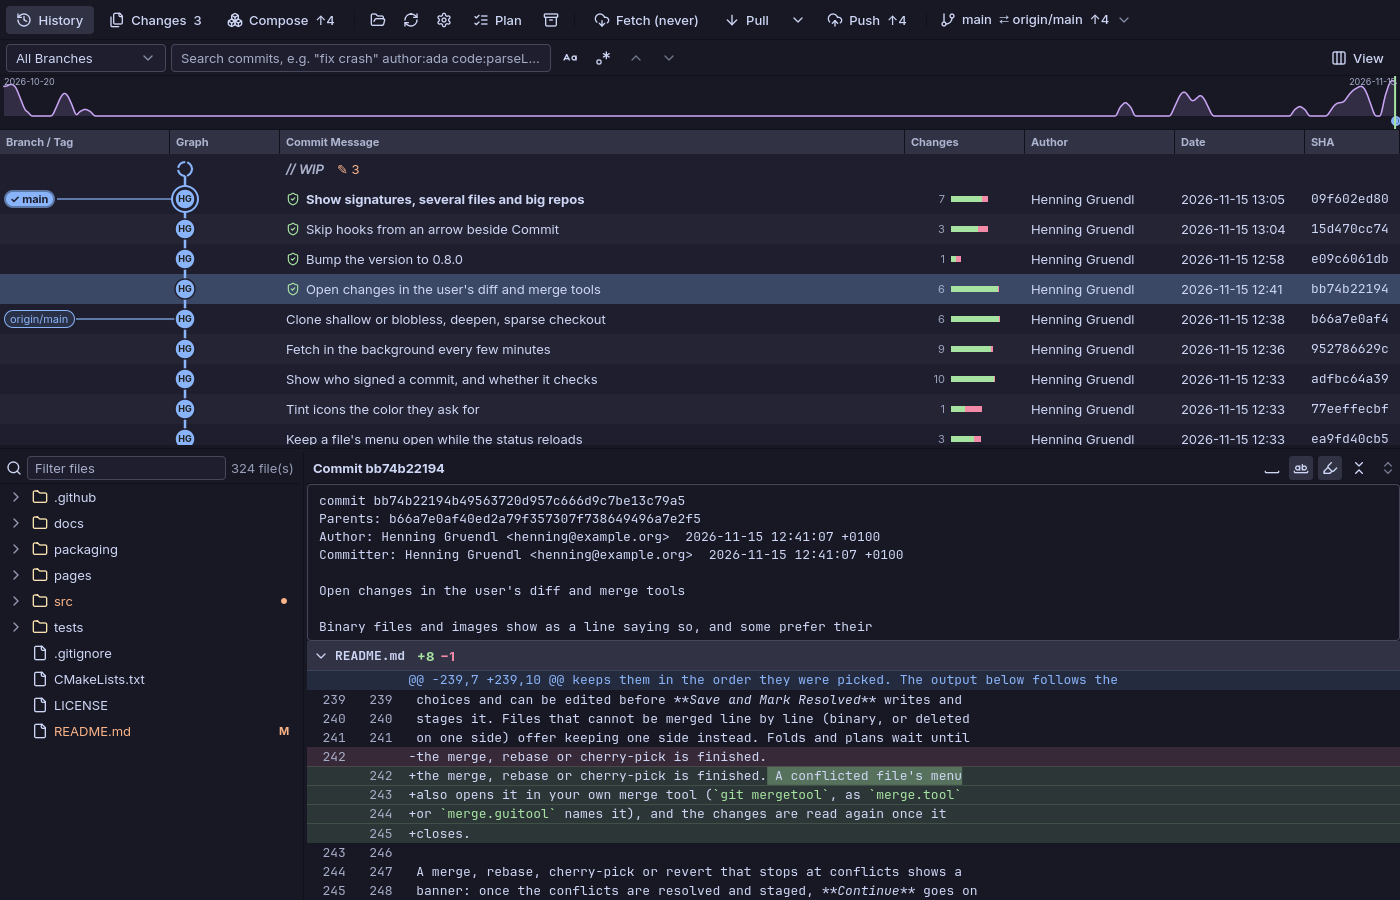 History Changes 3 Compose ↑4 Plan Fetch (never) Pull Push ↑4 main ⇄ origin/main ↑4
All Branches Search commits, e.g. "fix crash" author:ada code:parseL... Aa .* View
2026-10-20 2026-11-15
Branch / Tag Graph Commit Message Changes Author Date SHA
// WIP ✎ 3
✓ main HG Show signatures, several files and big repos 7 Henning Gruendl 2026-11-15 13:05 09f602ed80
HG Skip hooks from an arrow beside Commit 3 Henning Gruendl 2026-11-15 13:04 15d470cc74
HG Bump the version to 0.8.0 1 Henning Gruendl 2026-11-15 12:58 e09c6061db
HG Open changes in the user's diff and merge tools 6 Henning Gruendl 2026-11-15 12:41 bb74b22194
origin/main HG Clone shallow or blobless, deepen, sparse checkout 6 Henning Gruendl 2026-11-15 12:38 b66a7e0af4
HG Fetch in the background every few minutes 9 Henning Gruendl 2026-11-15 12:36 952786629c
HG Show who signed a commit, and whether it checks 10 Henning Gruendl 2026-11-15 12:33 adfbc64a39
HG Tint icons the color they ask for 1 Henning Gruendl 2026-11-15 12:33 77eeffecbf
HG Keep a file's menu open while the status reloads 3 Henning Gruendl 2026-11-15 12:33 ea9fd40cb5
Filter files 324 file(s)
.github
docs
packaging
pages
src
tests
.gitignore
CMakeLists.txt
LICENSE
README.md M
Commit bb74b22194 ab
commit bb74b22194b49563720d957c666d9c7be13c79a5
Parents: b66a7e0af40ed2a79f357307f738649496a7e2f5
Author: Henning Gruendl <henning@example.org>  2026-11-15 12:41:07 +0100
Committer: Henning Gruendl <henning@example.org>  2026-11-15 12:41:07 +0100
Open changes in the user's diff and merge tools
Binary files and images show as a line saying so, and some prefer their
README.md +8 −1
@@ -239,7 +239,10 @@ keeps them in the order they were picked. The output below follows the
239 239 choices and can be edited before **Save and Mark Resolved** writes and
240 240 stages it. Files that cannot be merged line by line (binary, or deleted
241 241 on one side) offer keeping one side instead. Folds and plans wait until
242 -the merge, rebase or cherry-pick is finished.
242 +the merge, rebase or cherry-pick is finished. A conflicted file's menu
243 +also opens it in your own merge tool (`git mergetool`, as `merge.tool`
244 +or `merge.guitool` names it), and the changes are read again once it
245 +closes.
243 246
244 247 A merge, rebase, cherry-pick or revert that stops at conflicts shows a
245 248 banner: once the conflicts are resolved and staged, **Continue** goes on